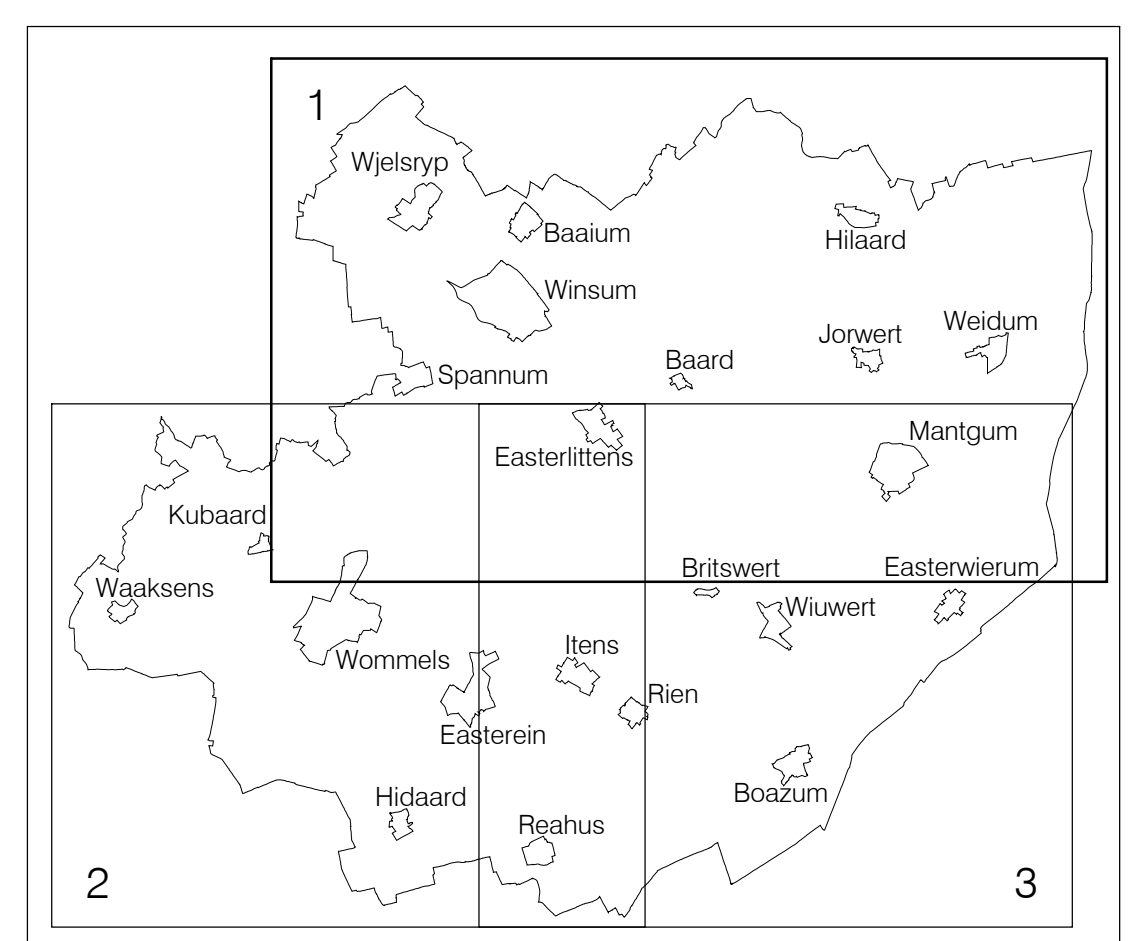 1
Wjelsryp
Baaium
Hilaard
Winsum
Weidum
Jorwert
Baard
Spannum
Mantgum
Easterlittens
Kubaard
Britswert
Easterwierum
Waaksens
Wiuwert
Itens
Wommels
Rien
Easterein
Boazum
Hidaard
Reahus
2
3